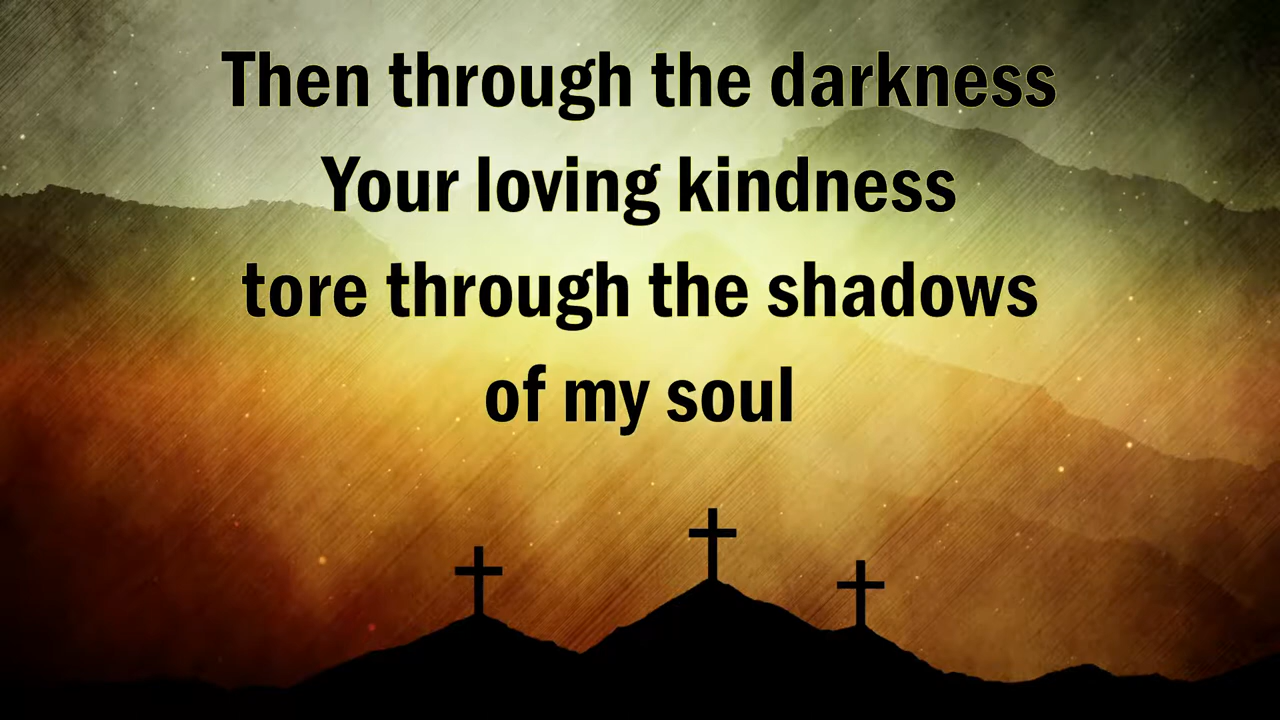 Then through the darkness
Your loving kindness
tore through the shadows
of my soul